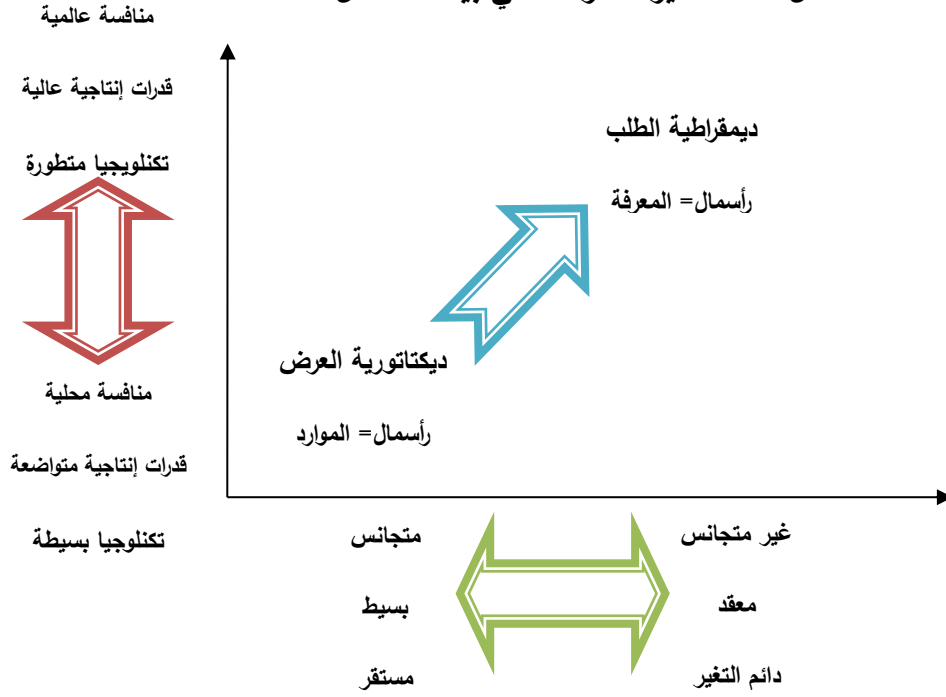 منافسة عالمية
قدرات إنتاجية عالية
تكنلويجيا متطورة
ديمقراطية الطلب
رأسمال= المعرفة
ديكتاتورية العرض
رأسمال= الموارد
منافسة محلية
قدرات إنتاجية متواضعة
تكنلوجيا بسيطة
غير متجانس
متجانس
معقد
بسيط
دائم التغير
مستقر